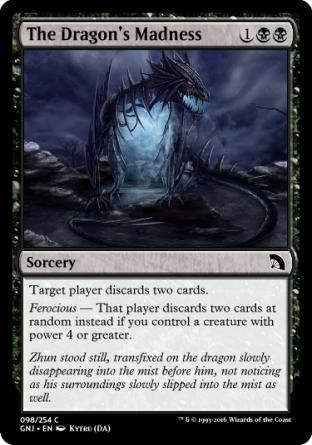 The Dragon's Madness 1
Sorcery
Target player discards two cards.
Ferocious — That player discards two cards at
random instead if you control a creature with
power 4 or greater.
Zhun stood still, transfixed on the dragon slowly
disappearing into the mist before him, not noticing
as his surroundings slowly slipped into the mist as
well.
098/254 C
GNJ • EN Kytru (DA)
™ & © 1993-2016 Wizards of the Coast